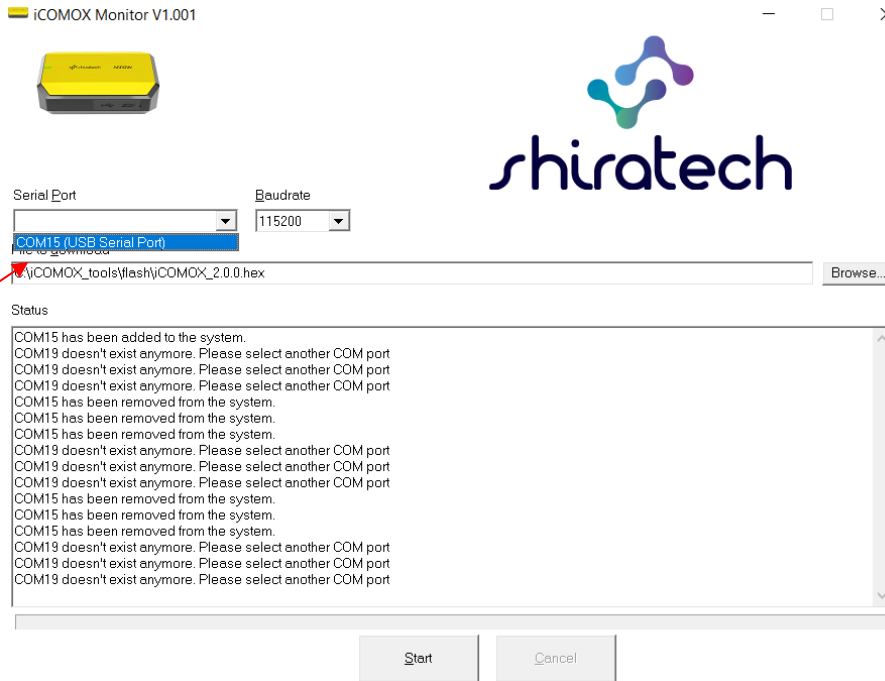 iCOMOX Monitor V1.001
shiratech
shiratech
Serial Port
Baudrate
115200
COM15 (USB Serial Port)
File to download
C:\iCOMOX_tools\flash\iCOMOX_2.0.0.hex
Browse...
Status
COM15 has been added to the system.
COM19 doesn't exist anymore. Please select another COM port
COM19 doesn't exist anymore. Please select another COM port
COM19 doesn't exist anymore. Please select another COM port
COM15 has been removed from the system.
COM15 has been removed from the system.
COM15 has been removed from the system.
COM19 doesn't exist anymore. Please select another COM port
COM19 doesn't exist anymore. Please select another COM port
COM19 doesn't exist anymore. Please select another COM port
COM15 has been removed from the system.
COM15 has been removed from the system.
COM15 has been removed from the system.
COM19 doesn't exist anymore. Please select another COM port
COM19 doesn't exist anymore. Please select another COM port
COM19 doesn't exist anymore. Please select another COM port
Start
Cancel